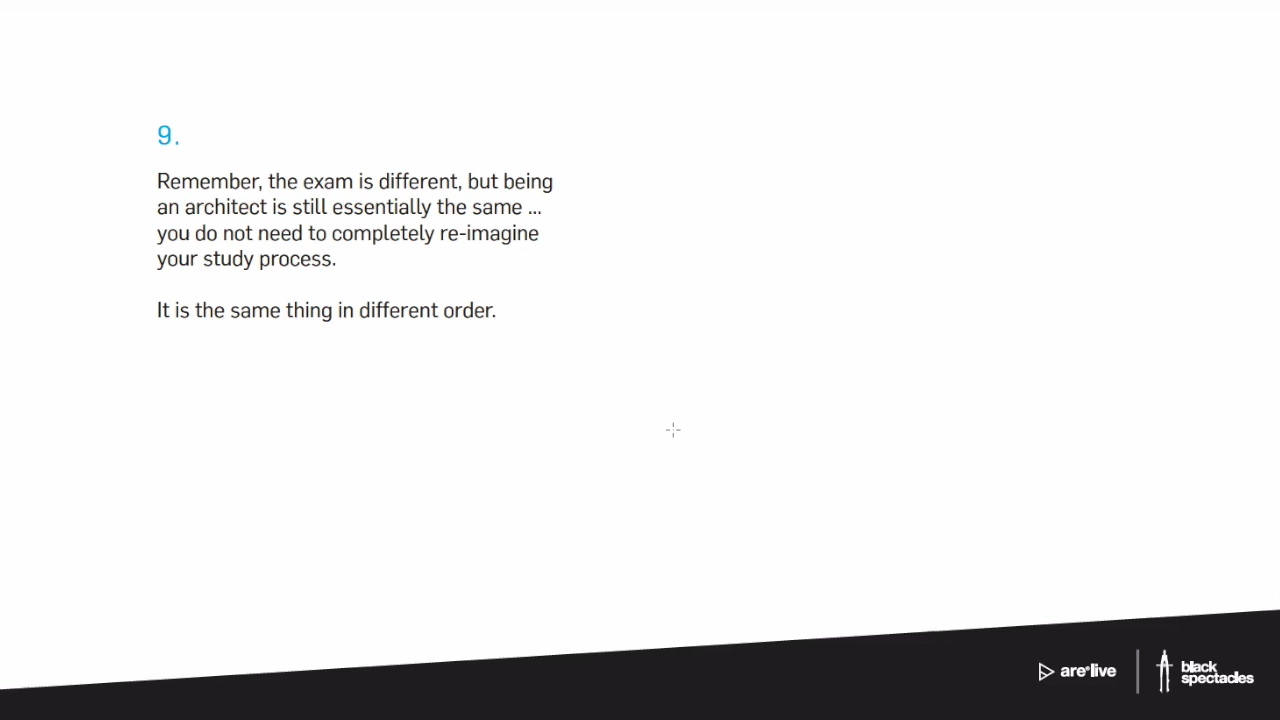 9.
Remember, the exam is different, but being
an architect is still essentially the same ...
you do not need to completely re-imagine
your study process.
It is the same thing in different order.
are®live
black
spectacles